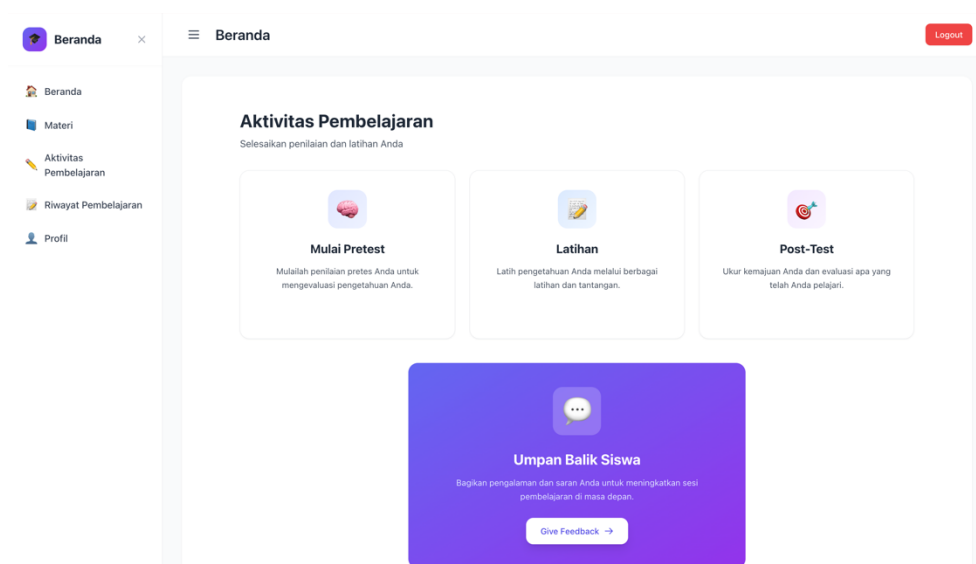 Beranda
×
Beranda
Logout
Beranda
Materi
Aktivitas
Pembelajaran
Riwayat Pembelajaran
Profil
Aktivitas Pembelajaran
Selesaikan penilaian dan latihan Anda
Mulai Pretest
Mulailah penilaian pretes Anda untuk
mengevaluasi pengetahuan Anda.
Latihan
Latih pengetahuan Anda melalui berbagai
latihan dan tantangan.
Post-Test
Ukur kemajuan Anda dan evaluasi apa yang
telah Anda pelajari.
Umpan Balik Siswa
Bagikan pengalaman dan saran Anda untuk meningkatkan sesi
pembelajaran di masa depan.
Give Feedback →